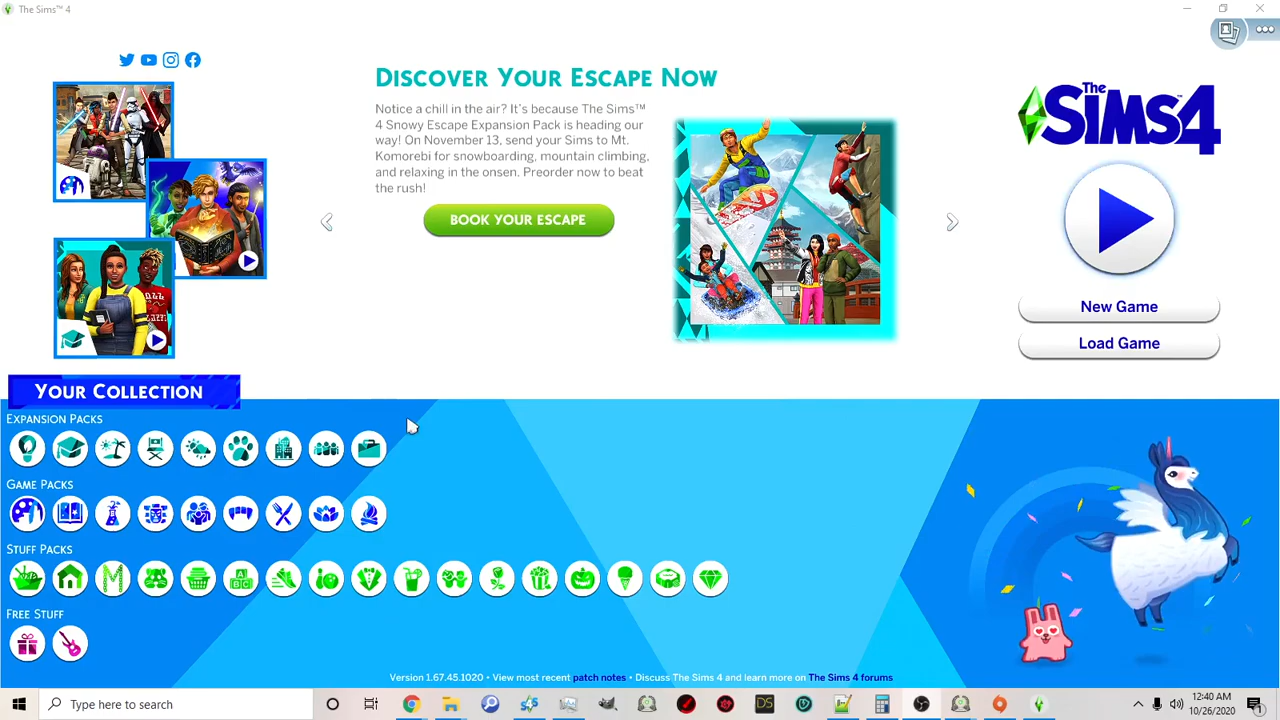 The Sims™ 4
DISCOVER YOUR ESCAPE NOW
Notice a chill in the air? It's because The Sims™
4 Snowy Escape Expansion Pack is heading our
way! On November 13, send your Sims to Mt.
Komorebi for snowboarding, mountain climbing,
and relaxing in the onsen. Preorder now to beat
the rush!
BOOK YOUR ESCAPE
The SIMS 4
New Game
Load Game
YOUR COLLECTION
EXPANSION PACKS
GAME PACKS
STUFF PACKS
FREE STUFF
Version 1.67.45.1020 • View most recent patch notes • Discuss The Sims 4 and learn more on The Sims 4 forums
Type here to search
DS
12:40 AM
10/26/2020
1